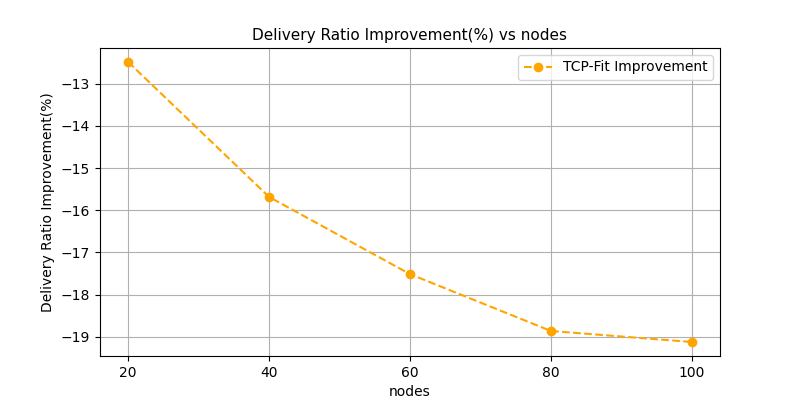 Delivery Ratio Improvement(%) vs nodes
TCP-Fit Improvement
Delivery Ratio Improvement(%)
−13
−14
−15
−16
−17
−18
−19
20 40 60 80 100
nodes